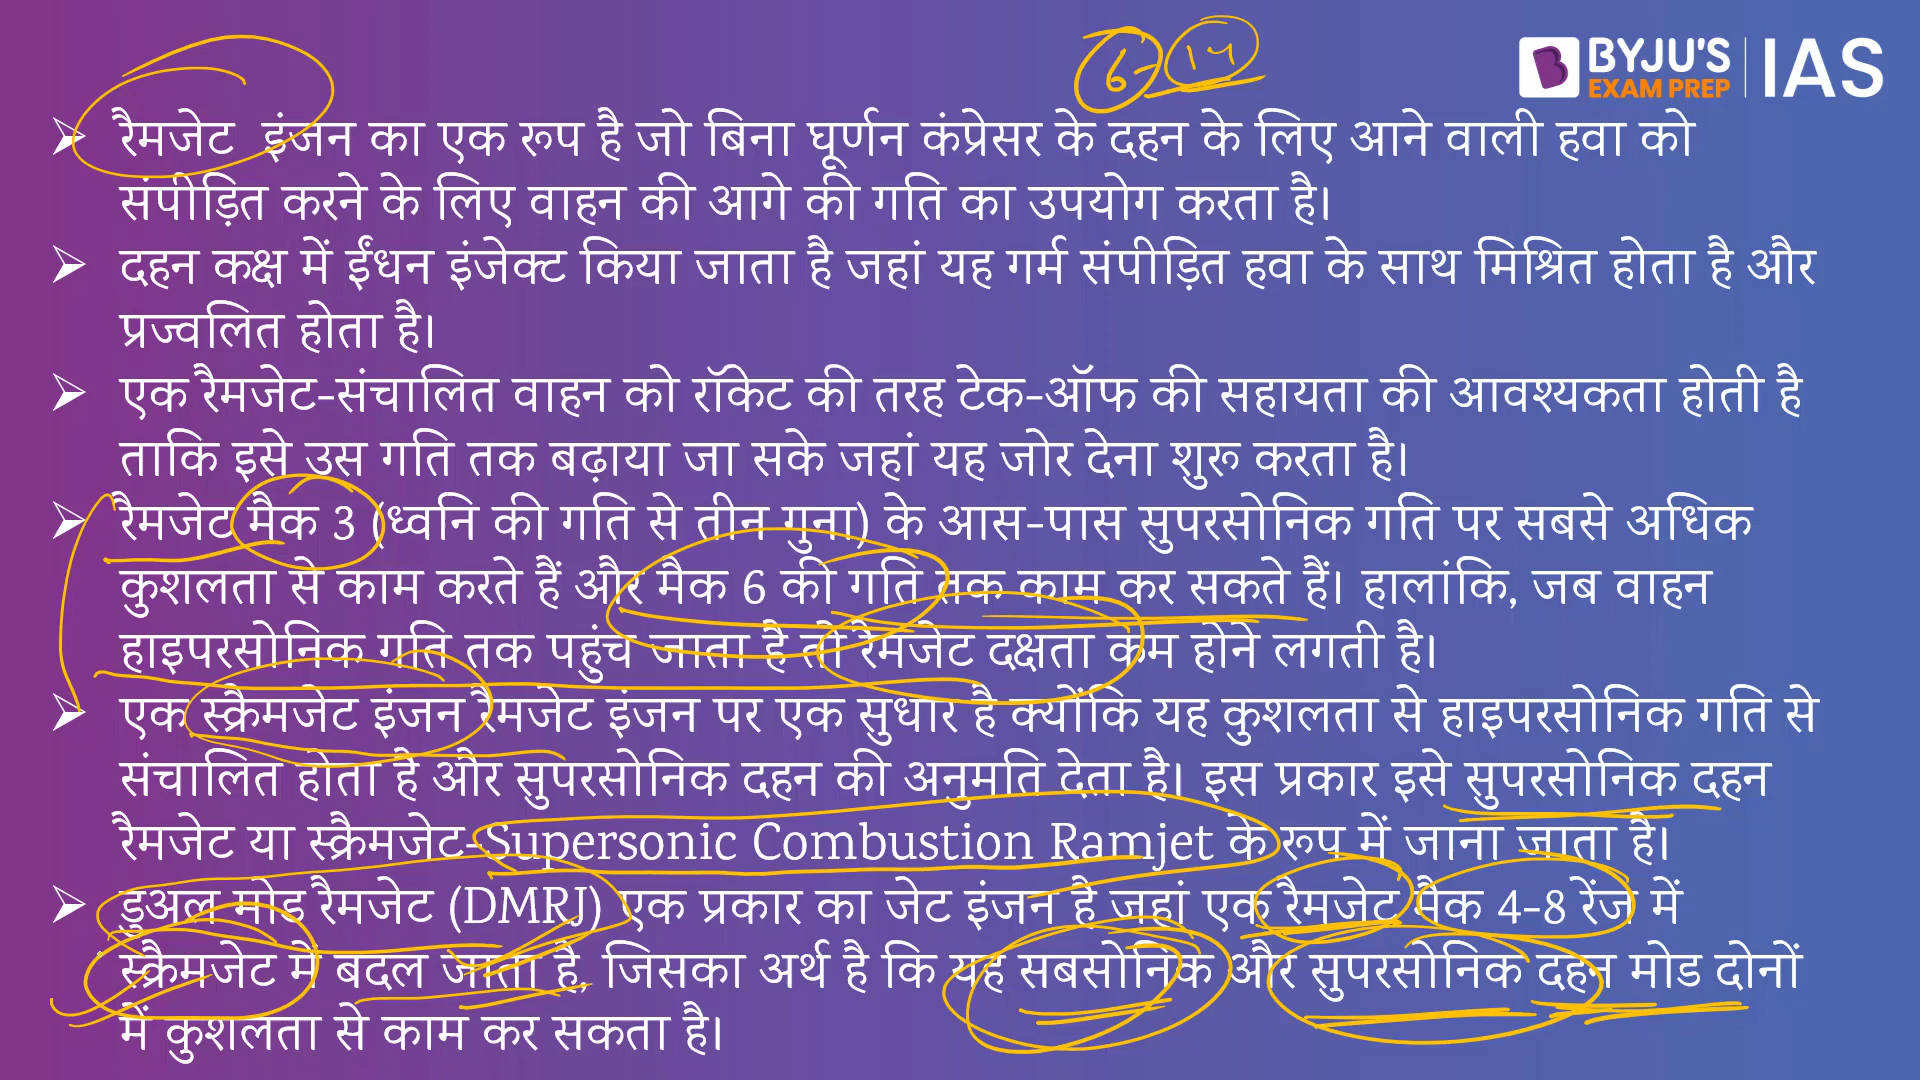 6-14
BYJU'S
EXAM PREP
IAS
रैमजेट इंजन का एक रूप है जो बिना घूर्णन कंप्रेसर के दहन के लिए आने वाली हवा को
संपीड़ित करने के लिए वाहन की आगे की गति का उपयोग करता है।
दहन कक्ष में ईंधन इंजेक्ट किया जाता है जहां यह गर्म संपीड़ित हवा के साथ मिश्रित होता है और
प्रज्वलित होता है।
एक रैमजेट-संचालित वाहन को रॉकेट की तरह टेक-ऑफ की सहायता की आवश्यकता होती है
ताकि इसे उस गति तक बढ़ाया जा सके जहां यह जोर देना शुरू करता है।
रैमजेट मैक 3 (ध्वनि की गति से तीन गुना) के आस-पास सुपरसोनिक गति पर सबसे अधिक
कुशलता से काम करते हैं और मैक 6 की गति तक काम कर सकते हैं। हालांकि, जब वाहन
हाइपरसोनिक गति तक पहुंच जाता है तो रैमजेट दक्षता कम होने लगती है।
एक स्क्रैमजेट इंजन रैमजेट इंजन पर एक सुधार है क्योंकि यह कुशलता से हाइपरसोनिक गति से
संचालित होता है और सुपरसोनिक दहन की अनुमति देता है। इस प्रकार इसे सुपरसोनिक दहन
रैमजेट या स्क्रैमजेट-Supersonic Combustion Ramjet के रूप में जाना जाता है।
डुअल मोड रैमजेट (DMRJ) एक प्रकार का जेट इंजन है जहां एक रैमजेट मैक 4-8 रेंज में
स्क्रैमजेट में बदल जाता है, जिसका अर्थ है कि यह सबसोनिक और सुपरसोनिक दहन मोड दोनों
में कुशलता से काम कर सकता है।